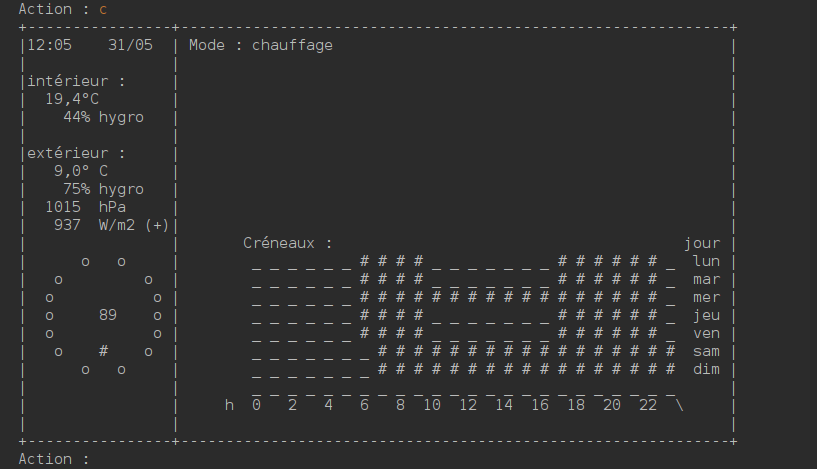 Action : c
+----------------+-------------------------------------------------------------+
|12:05    31/05  | Mode : chauffage                                            |
|                |                                                             |
|intérieur :     |                                                             |
|  19,4°C        |                                                             |
|    44% hygro   |                                                             |
|                |                                                             |
|extérieur :     |                                                             |
|   9,0° C       |                                                             |
|    75% hygro   |                                                             |
|  1015  hPa     |                                                             |
|   937  W/m2 (+)|                                                             |
|                |       Créneaux :                                       jour |
|      o   o     |        _ _ _ _ _ _ # # # # _ _ _ _ _ _ _ # # # # # # _  lun |
|   o         o  |        _ _ _ _ _ _ # # # # _ _ _ _ _ _ _ # # # # # # _  mar |
|  o           o |        _ _ _ _ _ _ # # # # # # # # # # # # # # # # # _  mer |
|  o     89    o |        _ _ _ _ _ _ # # # # _ _ _ _ _ _ _ # # # # # # _  jeu |
|  o           o |        _ _ _ _ _ _ # # # # _ _ _ _ _ _ _ # # # # # # _  ven |
|   o    #    o  |        _ _ _ _ _ _ _ # # # # # # # # # # # # # # # # #  sam |
|      o   o     |        _ _ _ _ _ _ _ # # # # # # # # # # # # # # # # #  dim |
|                |        _ _ _ _ _ _ _ _ _ _ _ _ _ _ _ _ _ _ _ _ _ _ _ _      |
|                |     h  0   2   4   6   8  10  12  14  16  18  20  22  \     |
|                |                                                             |
+----------------+-------------------------------------------------------------+
Action :